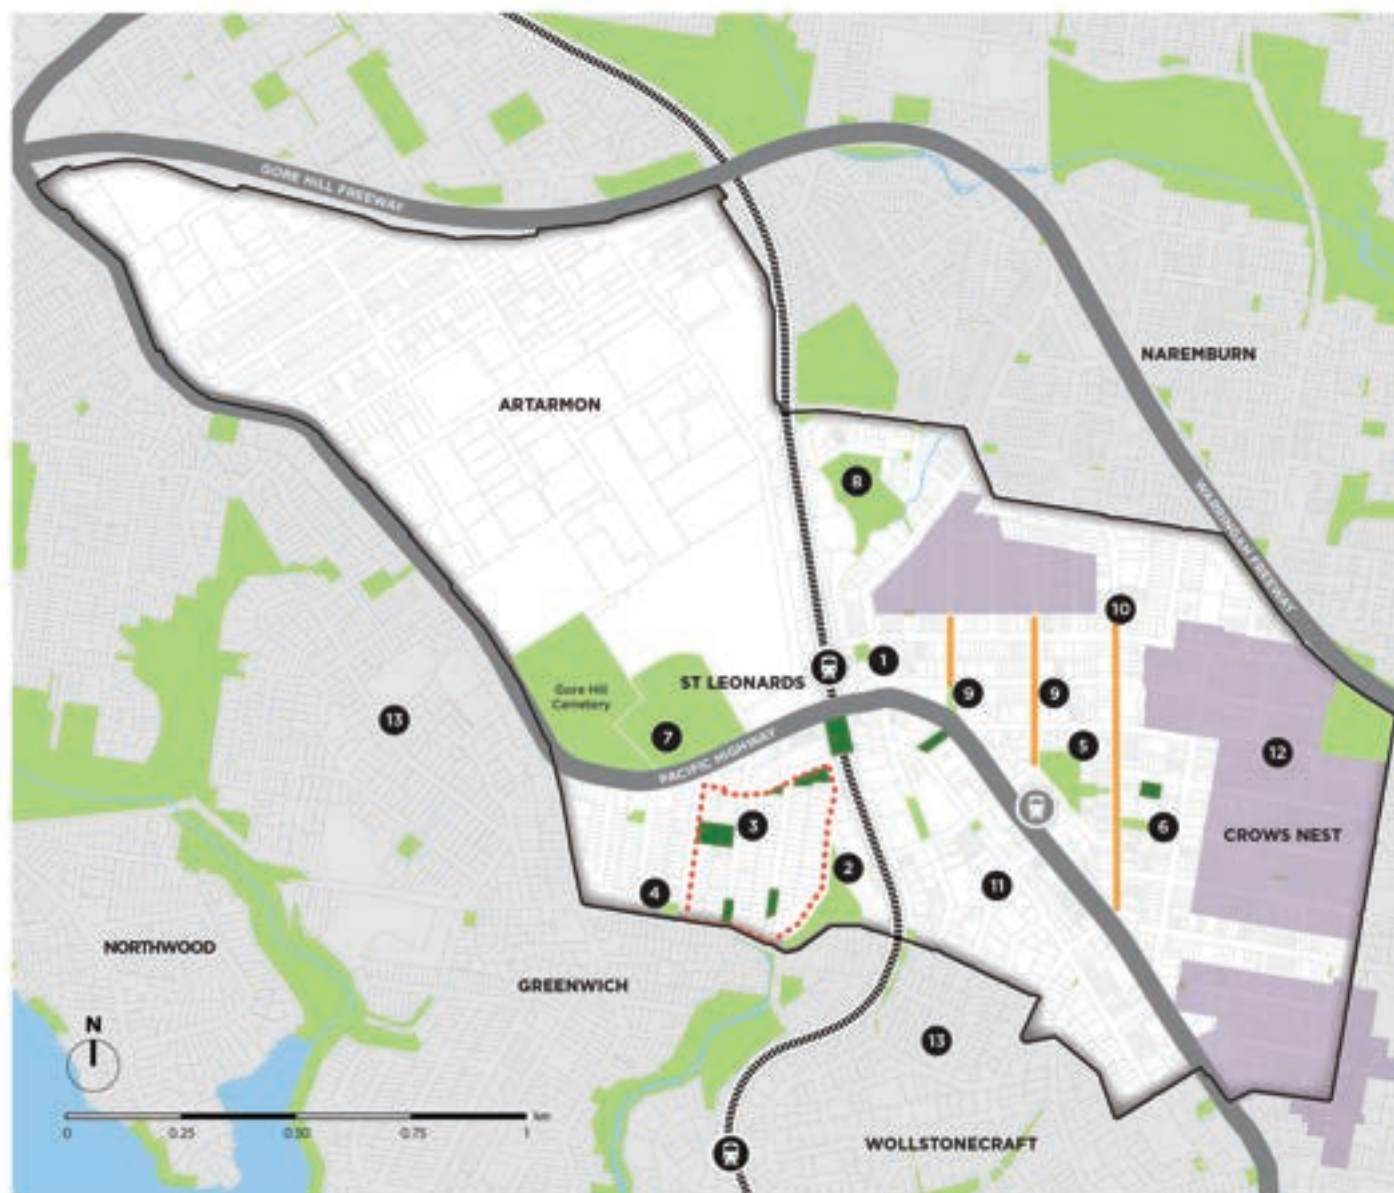 GORE HILL FREEWAY
NAREMBURN
ARTARMON
8
WARRINGAH FREEWAY
10
1
ST LEONARDS
Gore Hill
Cemetery
9
9
13
7
5
12
PACIFIC HIGHWAY
3
6
CROWS NEST
2
11
4
NORTHWOOD
GREENWICH
N
13
km
0
0.25
0.50
0.75
1
WOLLSTONECRAFT